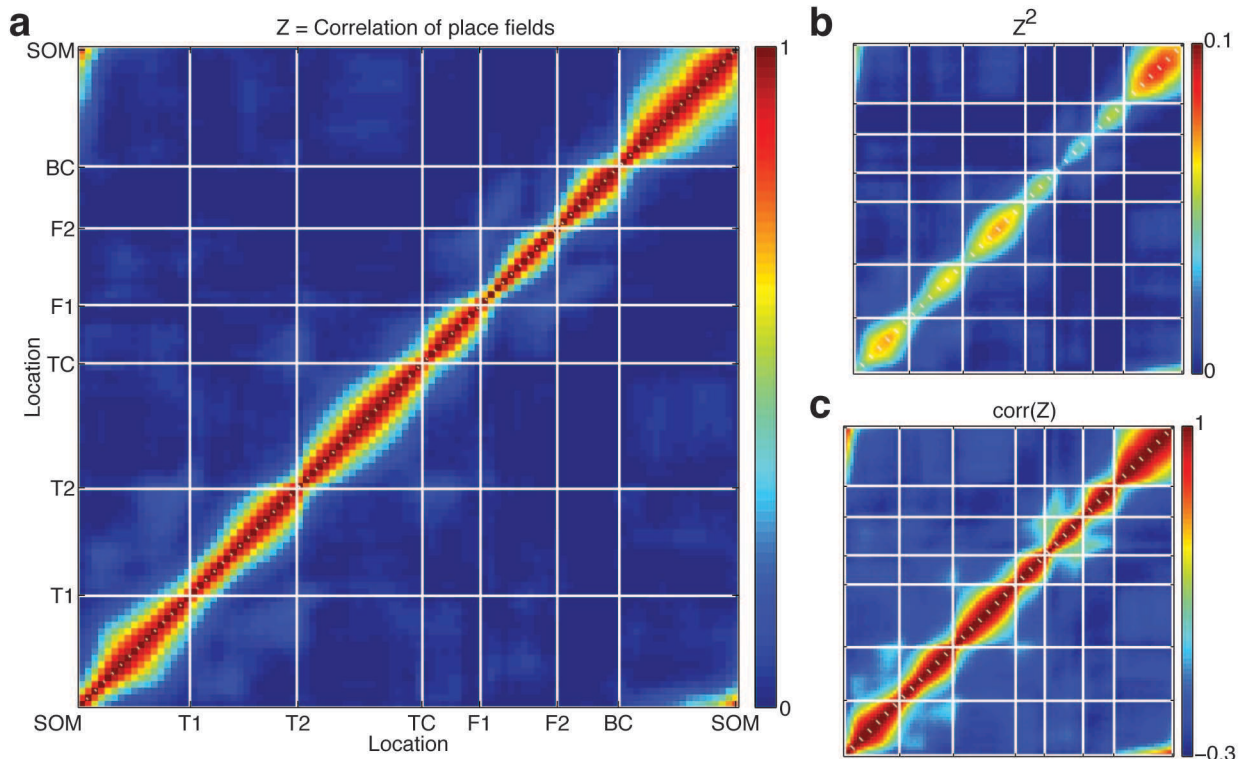 a
Z = Correlation of place fields
SOM
BC
F2
F1
TC
T2
T1
Location
SOM T1 T2 TC F1 F2 BC SOM
Location
1
0
b
Z²
0.1
0
c
corr(Z)
1
−0.3